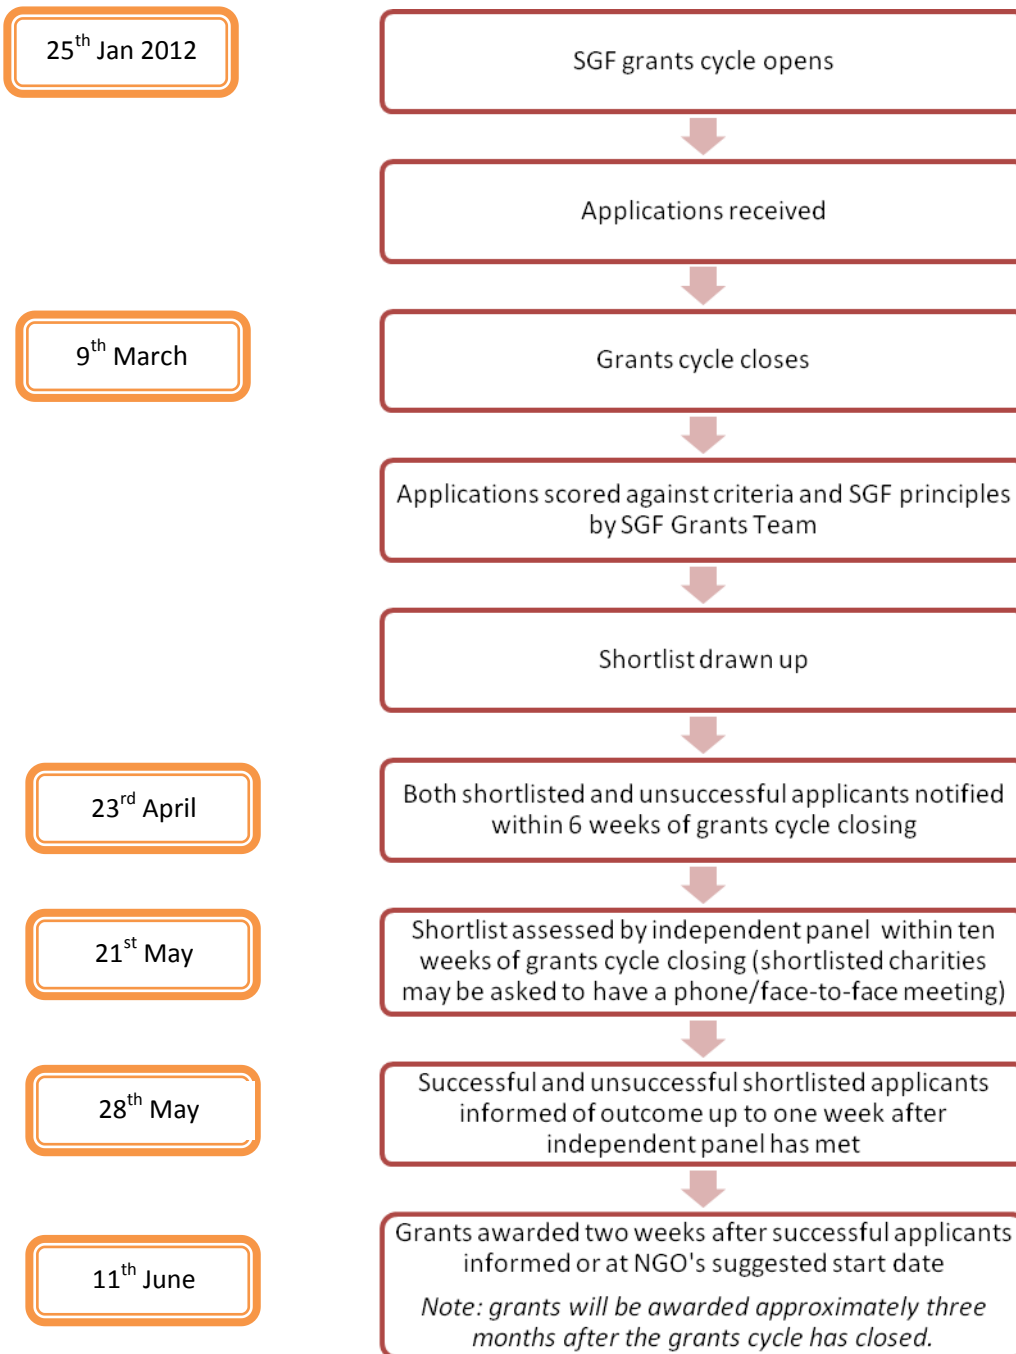 25th Jan 2012
SGF grants cycle opens
Applications received
9th March
Grants cycle closes
Applications scored against criteria and SGF principles
by SGF Grants Team
Shortlist drawn up
23rd April
Both shortlisted and unsuccessful applicants notified
within 6 weeks of grants cycle closing
21st May
Shortlist assessed by independent panel within ten
weeks of grants cycle closing (shortlisted charities
may be asked to have a phone/face-to-face meeting)
28th May
Successful and unsuccessful shortlisted applicants
informed of outcome up to one week after
independent panel has met
11th June
Grants awarded two weeks after successful applicants
informed or at NGO's suggested start date
Note: grants will be awarded approximately three
months after the grants cycle has closed.